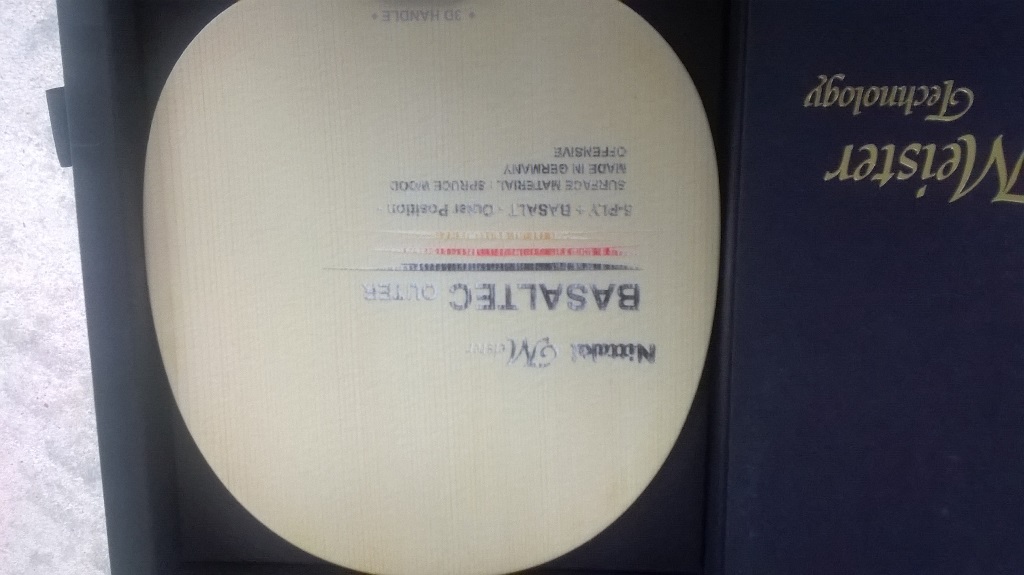 Nittaku Meister
BASALTEC OUTER
5-PLY + BASALT - Outer Position
SURFACE MATERIAL: SPRUCE WOOD
MADE IN GERMANY
OFFENSIVE
• 3D HANDLE •
Meister
Technology